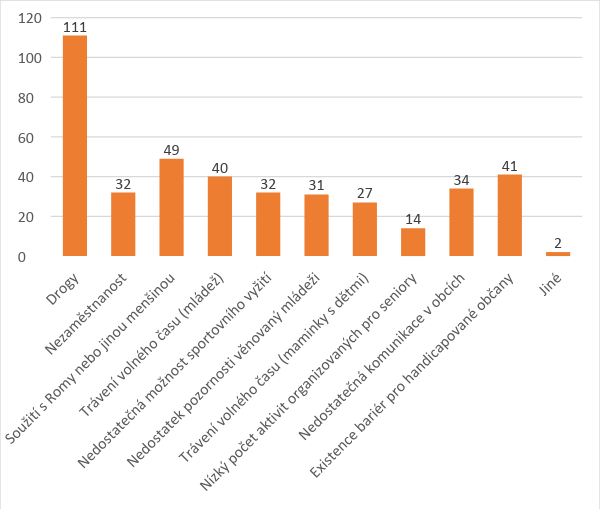 120
100
80
60
40
20
0
111
32
49
40
32
31
27
14
34
41
2
Drogy
Nezaměstnanost
Soužití s Romy nebo jinou menšinou
Trávení volného času (mládež)
Nedostatečná možnost sportovního vyžití
Nedostatek pozornosti věnovaný mládeži
Trávení volného času (maminky s dětmi)
Nízký počet aktivit organizovaných pro seniory
Nedostatečná komunikace v obcích
Existence bariér pro handicapované občany
Jiné